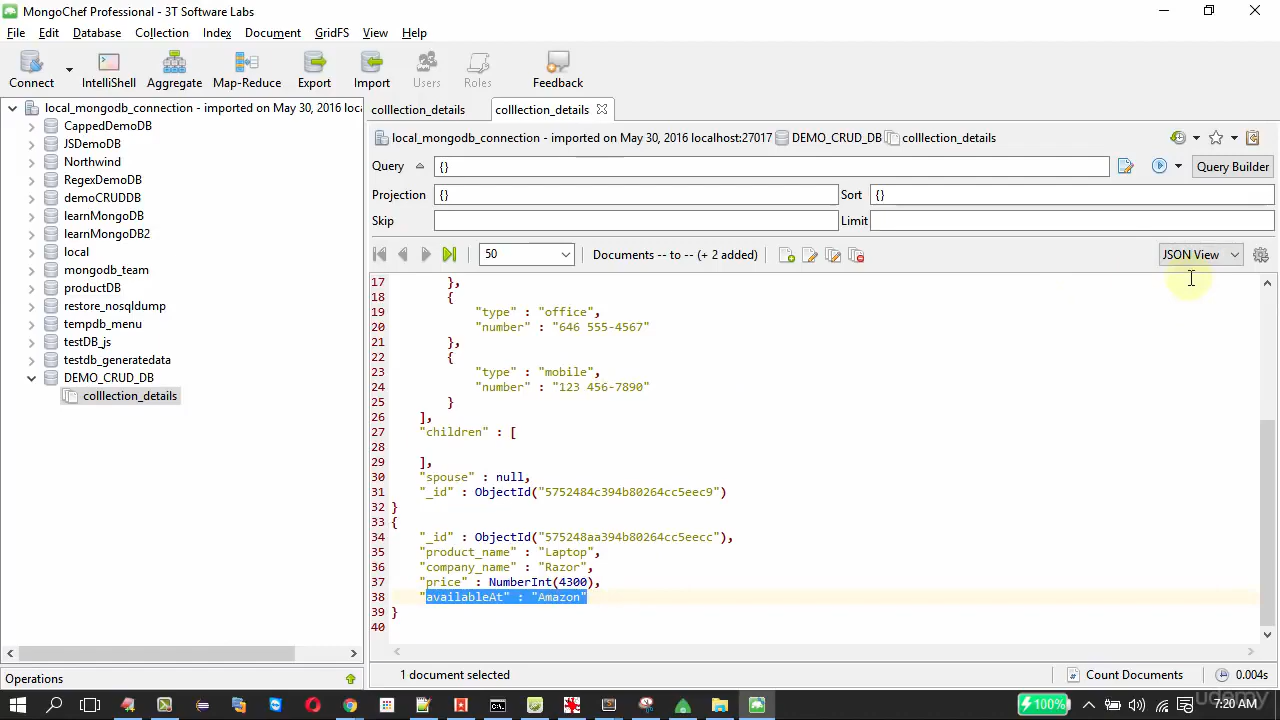 MongoChef Professional - 3T Software Labs
File Edit Database Collection Index Document GridFS View Help
Connect IntelliShell Aggregate Map-Reduce Export Import Users Roles Feedback
local_mongodb_connection - imported on May 30, 2016 loca
CappedDemoDB
JSDemoDB
Northwind
RegexDemoDB
demoCRUDDB
learnMongoDB
learnMongoDB2
local
mongodb_team
productDB
restore_nosqldump
tempdb_menu
testDB_js
testdb_generatedata
DEMO_CRUD_DB
colllection_details
Operations
colllection_details colllection_details
local_mongodb_connection - imported on May 30, 2016 localhost:27017 DEMO_CRUD_DB colllection_details
Query {} Query Builder
Projection {} Sort {}
Skip Limit
50 Documents -- to -- (+ 2 added) JSON View
17 },
18 {
19 "type" : "office",
20 "number" : "646 555-4567"
21 },
22 {
23 "type" : "mobile",
24 "number" : "123 456-7890"
25 }
26 ],
27 "children" : [
28
29 ],
30 "spouse" : null,
31 "_id" : ObjectId("5752484c394b80264cc5eec9")
32 }
33 {
34 "_id" : ObjectId("575248aa394b80264cc5eecc"),
35 "product_name" : "Laptop",
36 "company_name" : "Razor",
37 "price" : NumberInt(4300),
38 "availableAt" : "Amazon"
39 }
40
1 document selected Count Documents 0.004s
100% 7:20 AM
udemy